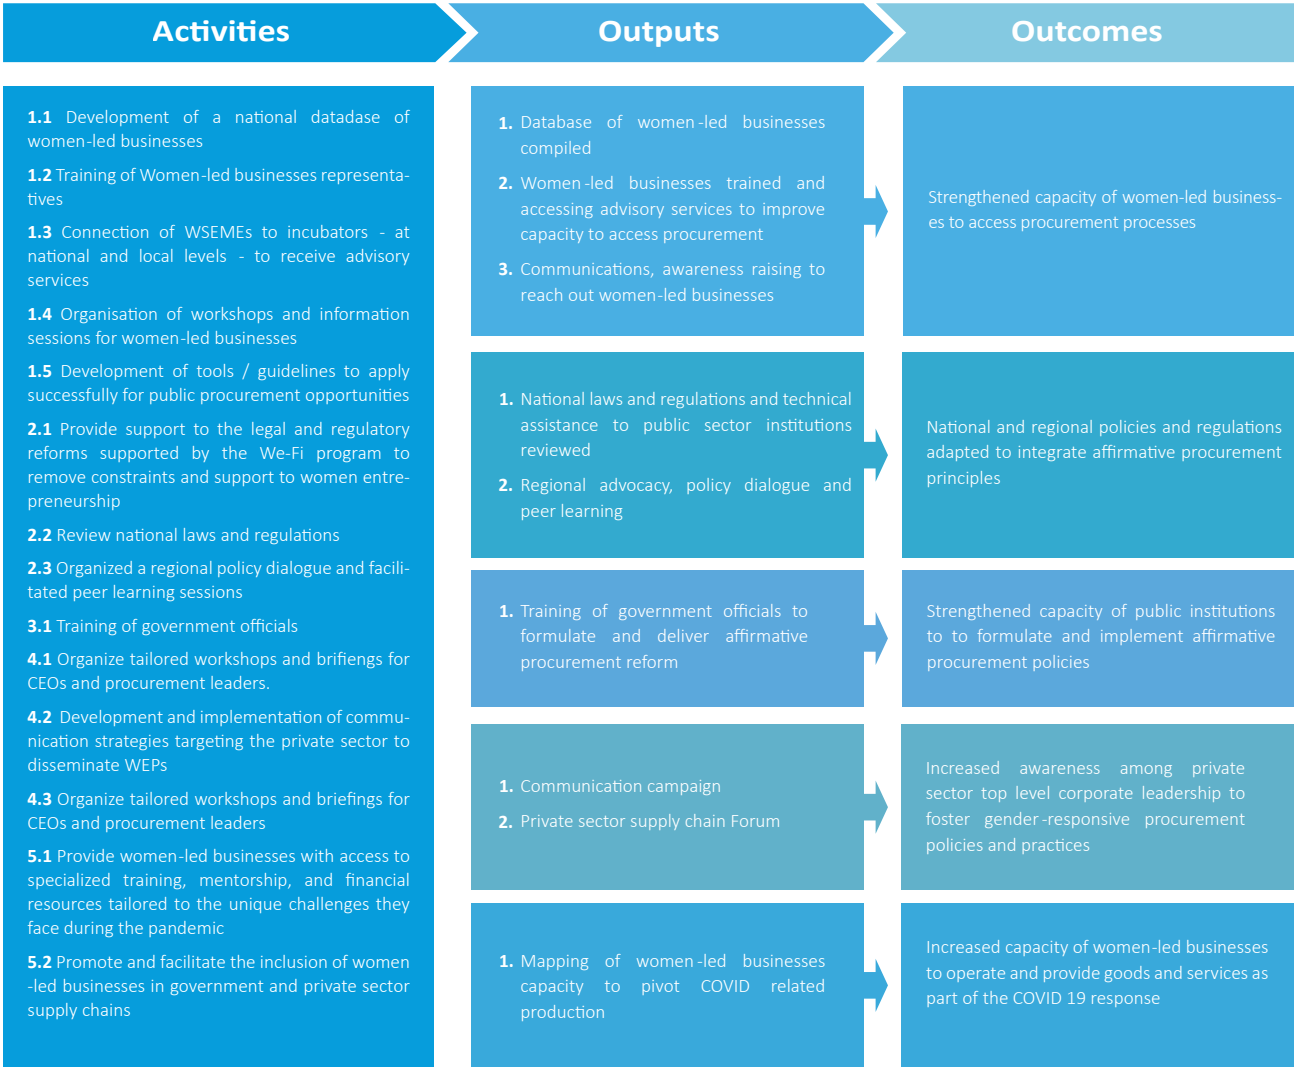 Activities
Outputs
Outcomes
1.1 Development of a national datadase of
women-led businesses
1.2 Training of Women-led businesses representa-
tives
1.3 Connection of WSEMEs to incubators - at
national and local levels - to receive advisory
services
1.4 Organisation of workshops and information
sessions for women-led businesses
1.5 Development of tools / guidelines to apply
successfully for public procurement opportunities
2.1 Provide support to the legal and regulatory
reforms supported by the We-Fi program to
remove constraints and support to women entre-
preneurship
2.2 Review national laws and regulations
2.3 Organized a regional policy dialogue and facili-
tated peer learning sessions
3.1 Training of government officials
4.1 Organize tailored workshops and brifiengs for
CEOs and procurement leaders.
4.2 Development and implementation of commu-
nication strategies targeting the private sector to
disseminate WEPs
4.3 Organize tailored workshops and briefings for
CEOs and procurement leaders
5.1 Provide women-led businesses with access to
specialized training, mentorship, and financial
resources tailored to the unique challenges they
face during the pandemic
5.2 Promote and facilitate the inclusion of women
-led businesses in government and private sector
supply chains
1. Database of women-led businesses
compiled
2. Women-led businesses trained and
accessing advisory services to improve
capacity to access procurement
3. Communications, awareness raising to
reach out women-led businesses
Strengthened capacity of women-led business-
es to access procurement processes
1. National laws and regulations and technical
assistance to public sector institutions
reviewed
2. Regional advocacy, policy dialogue and
peer learning
National and regional policies and regulations
adapted to integrate affirmative procurement
principles
1. Training of government officials to
formulate and deliver affirmative
procurement reform
Strengthened capacity of public institutions
to to formulate and implement affirmative
procurement policies
1. Communication campaign
2. Private sector supply chain Forum
Increased awareness among private
sector top level corporate leadership to
foster gender-responsive procurement
policies and practices
1. Mapping of women-led businesses
capacity to pivot COVID related
production
Increased capacity of women-led businesses
to operate and provide goods and services as
part of the COVID 19 response